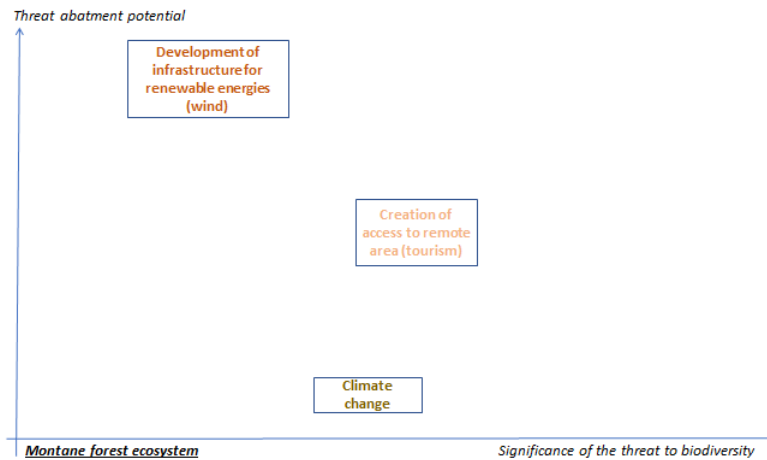 Threat abatment potential
Development of
infrastructure for
renewable energies
(wind)
Creation of
access to remote
area (tourism)
Climate
change
Montane forest ecosystem
Significance of the threat to biodiversity